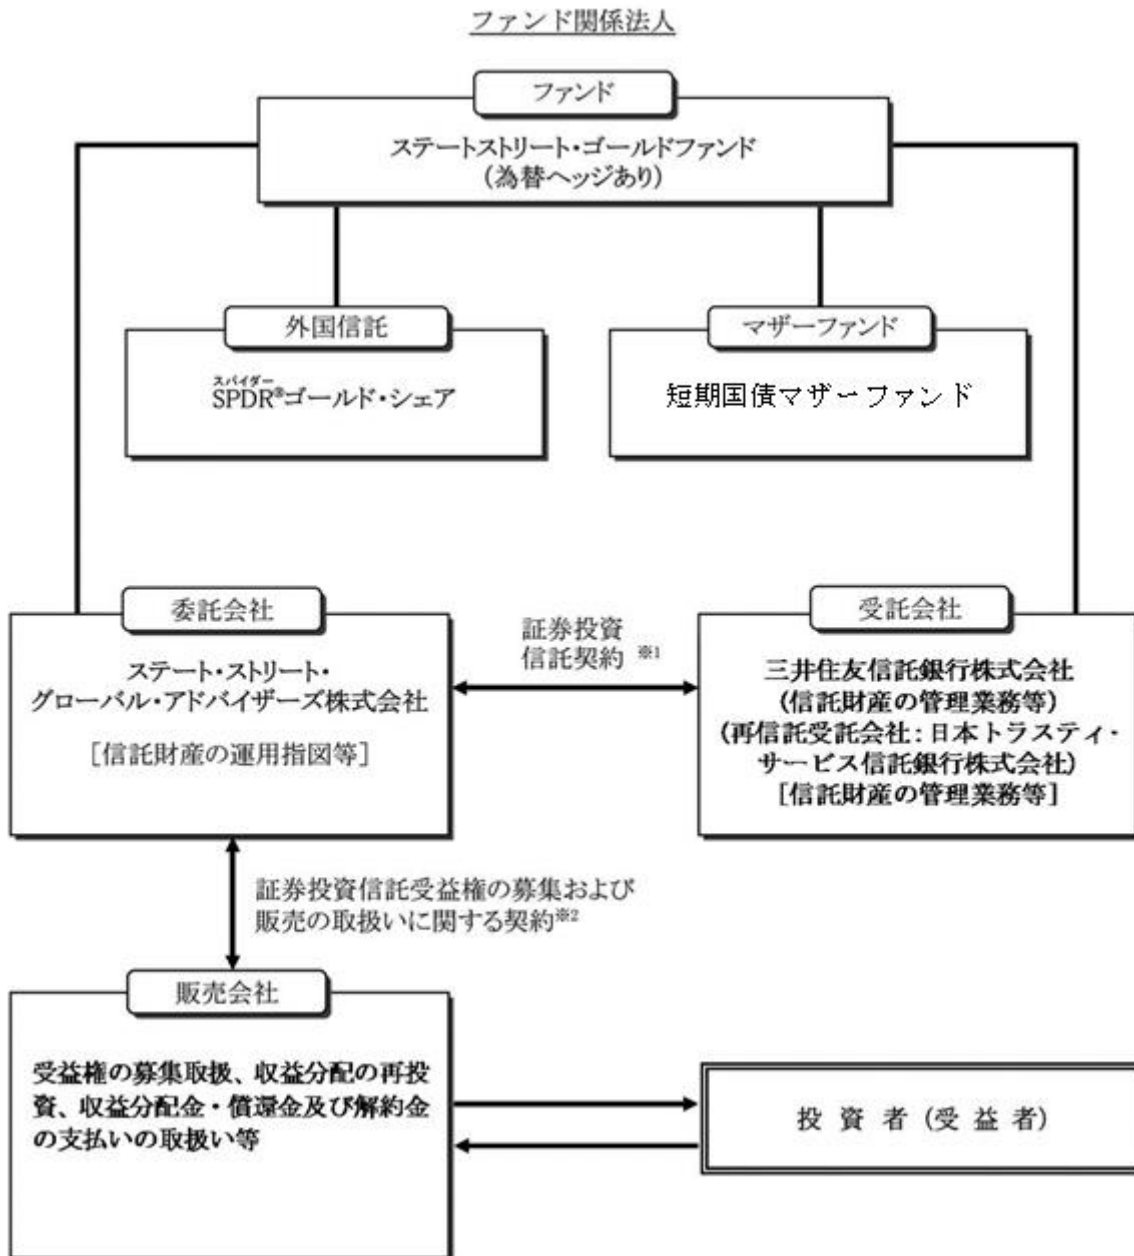 ファンド関係法人
ファンド
ステートストリート・ゴールドファンド
(為替ヘッジあり)
外国信託
スパイダー
SPDR®ゴールド・シェア
マザーファンド
短期国債マザーファンド
委託会社
ステート・ストリート・
グローバル・アドバイザーズ株式会社
[信託財産の運用指図等]
証券投資
信託契約 ※1
受託会社
三井住友信託銀行株式会社
(信託財産の管理業務等)
(再信託受託会社:日本トラスティ・
サービス信託銀行株式会社)
[信託財産の管理業務等]
証券投資信託受益権の募集および
販売の取扱いに関する契約※2
販売会社
受益権の募集取扱、収益分配の再投
資、収益分配金・償還金及び解約金
の支払いの取扱い等
投 資 者 (受 益 者)